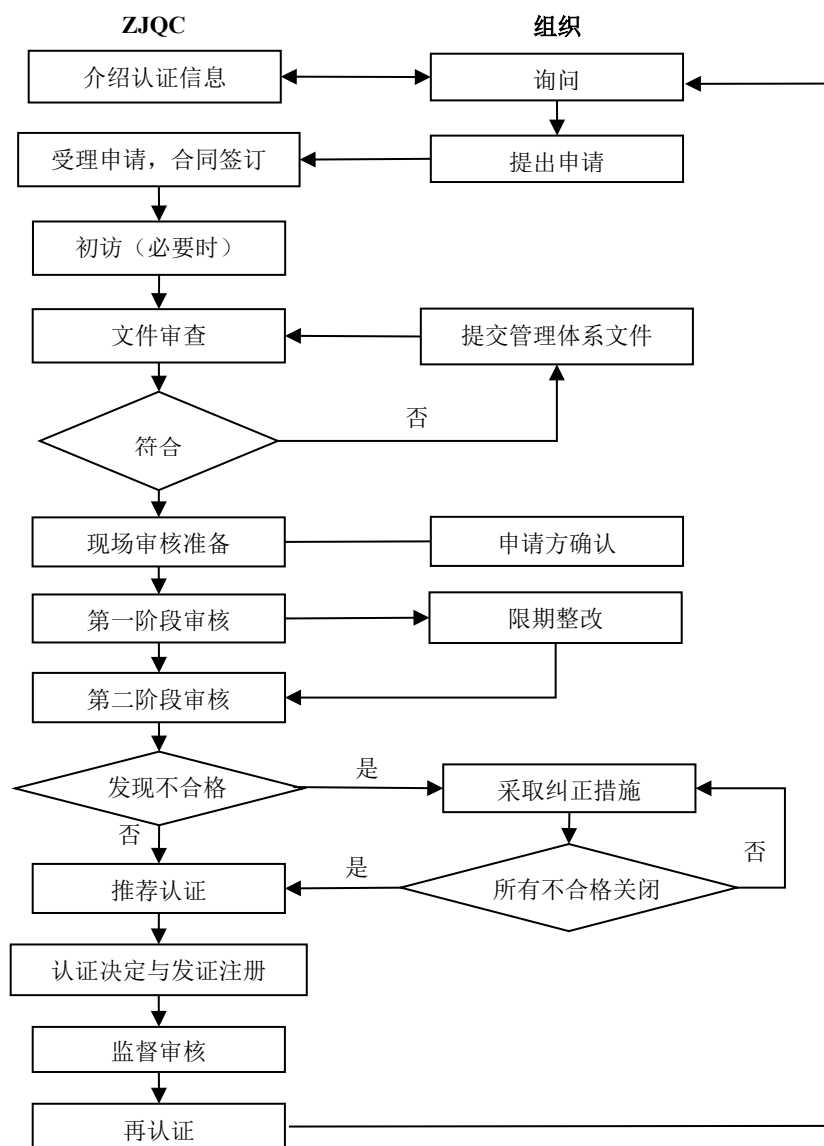 ZJQC
组织
介绍认证信息
询问
受理申请，合同签订
提出申请
初访（必要时）
文件审查
提交管理体系文件
符合
否
现场审核准备
申请方确认
第一阶段审核
限期整改
第二阶段审核
发现不合格
是
采取纠正措施
否
是
所有不合格关闭
否
推荐认证
认证决定与发证注册
监督审核
再认证